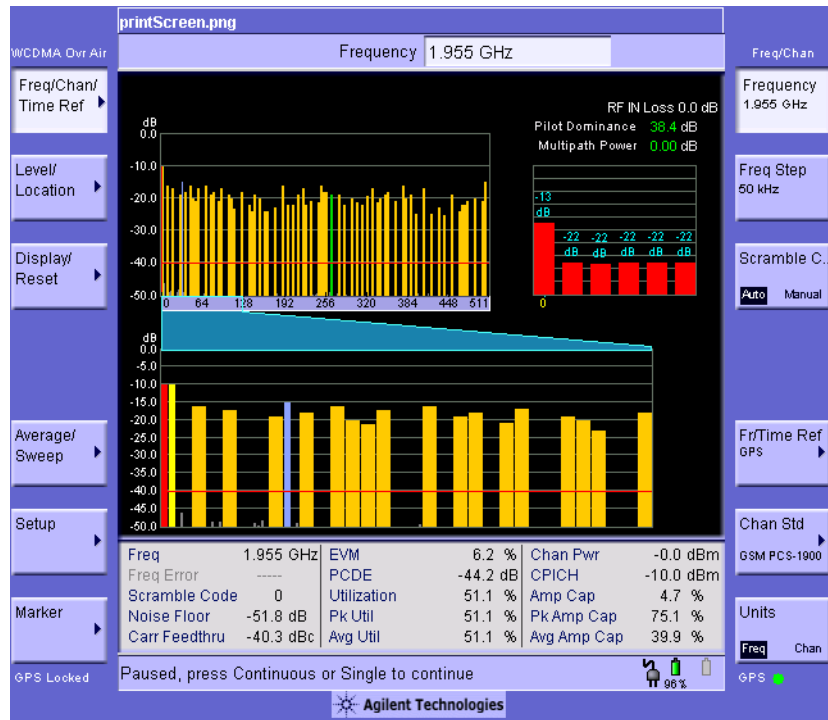 printScreen.png
WCDMA Ovr Air
Frequency 1.955 GHz
Freq/Chan
Freq/Chan/
Time Ref
Level/
Location
Display/
Reset
Average/
Sweep
Setup
Marker
GPS Locked
RF IN Loss 0.0 dB
Pilot Dominance 38.4 dB
Multipath Power 0.00 dB
dB
0.0
-10.0
-20.0
-30.0
-40.0
-50.0
0 64 128 192 256 320 384 448 511
-13
dB
-22 -22 -22 -22 -22
dB dB dB dB dB
0
dB
0.0
-5.0
-10.0
-15.0
-20.0
-25.0
-30.0
-35.0
-40.0
-45.0
-50.0
Freq 1.955 GHz EVM 6.2 % Chan Pwr -0.0 dBm
Freq Error ----- PCDE -44.2 dB CPICH -10.0 dBm
Scramble Code 0 Utilization 51.1 % Amp Cap 4.7 %
Noise Floor -51.8 dB Pk Util 51.1 % Pk Amp Cap 75.1 %
Carr Feedthru -40.3 dBc Avg Util 51.1 % Avg Amp Cap 39.9 %
Paused, press Continuous or Single to continue
96%
Agilent Technologies
Frequency
1.955 GHz
Freq Step
50 kHz
Scramble C..
Auto Manual
Fr/Time Ref
GPS
Chan Std
GSM PCS-1900
Units
Freq Chan
GPS